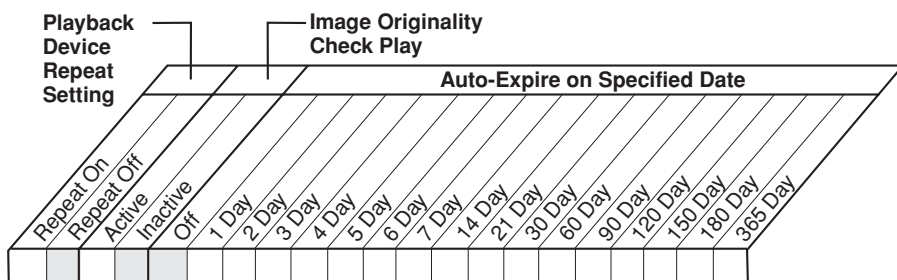 Playback
Device
Repeat
Setting
Image Originality
Check Play
Auto-Expire on Specified Date
Repeat On
Repeat Off
Active
Inactive
Off
1 Day
2 Day
3 Day
4 Day
5 Day
6 Day
7 Day
14 Day
21 Day
30 Day
60 Day
90 Day
120 Day
150 Day
180 Day
365 Day